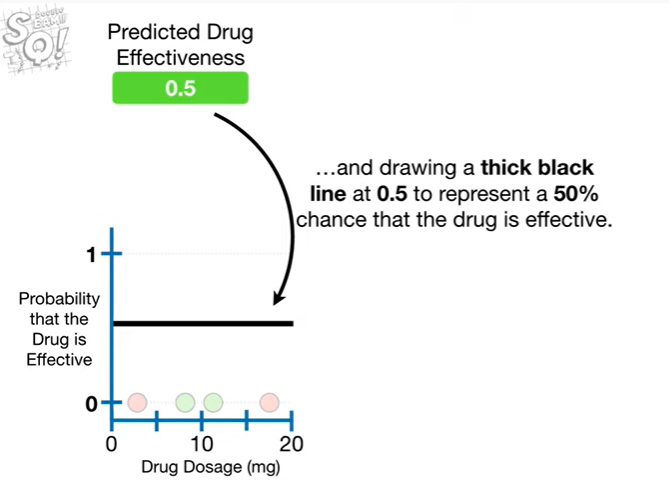 SQ!
Predicted Drug
Effectiveness
0.5
…and drawing a thick black
line at 0.5 to represent a 50%
chance that the drug is effective.
1
Probability
that the
Drug is
Effective
0
0 10 20
Drug Dosage (mg)